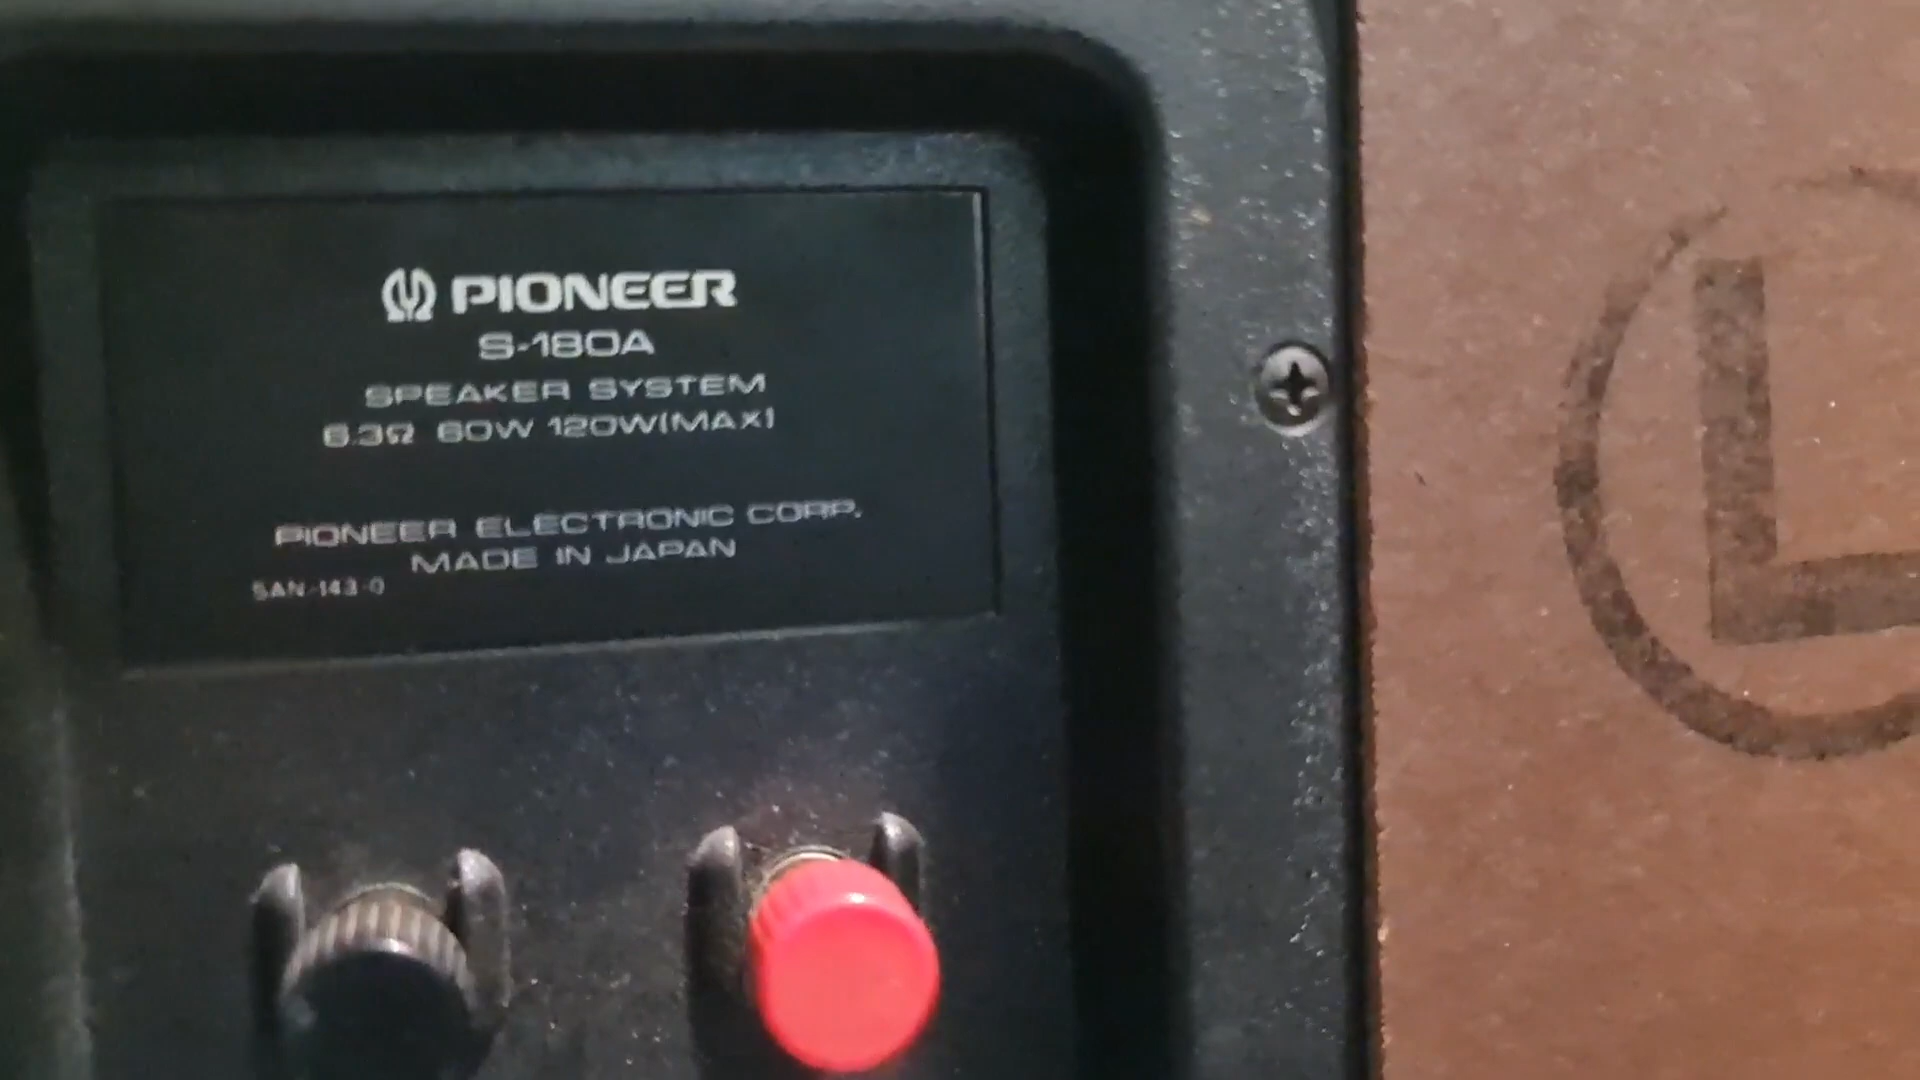 PIONEER
S-180A
SPEAKER SYSTEM
6.3Ω 60W 120W(MAX)
PIONEER ELECTRONIC CORP.
MADE IN JAPAN
SAN-143-0
L